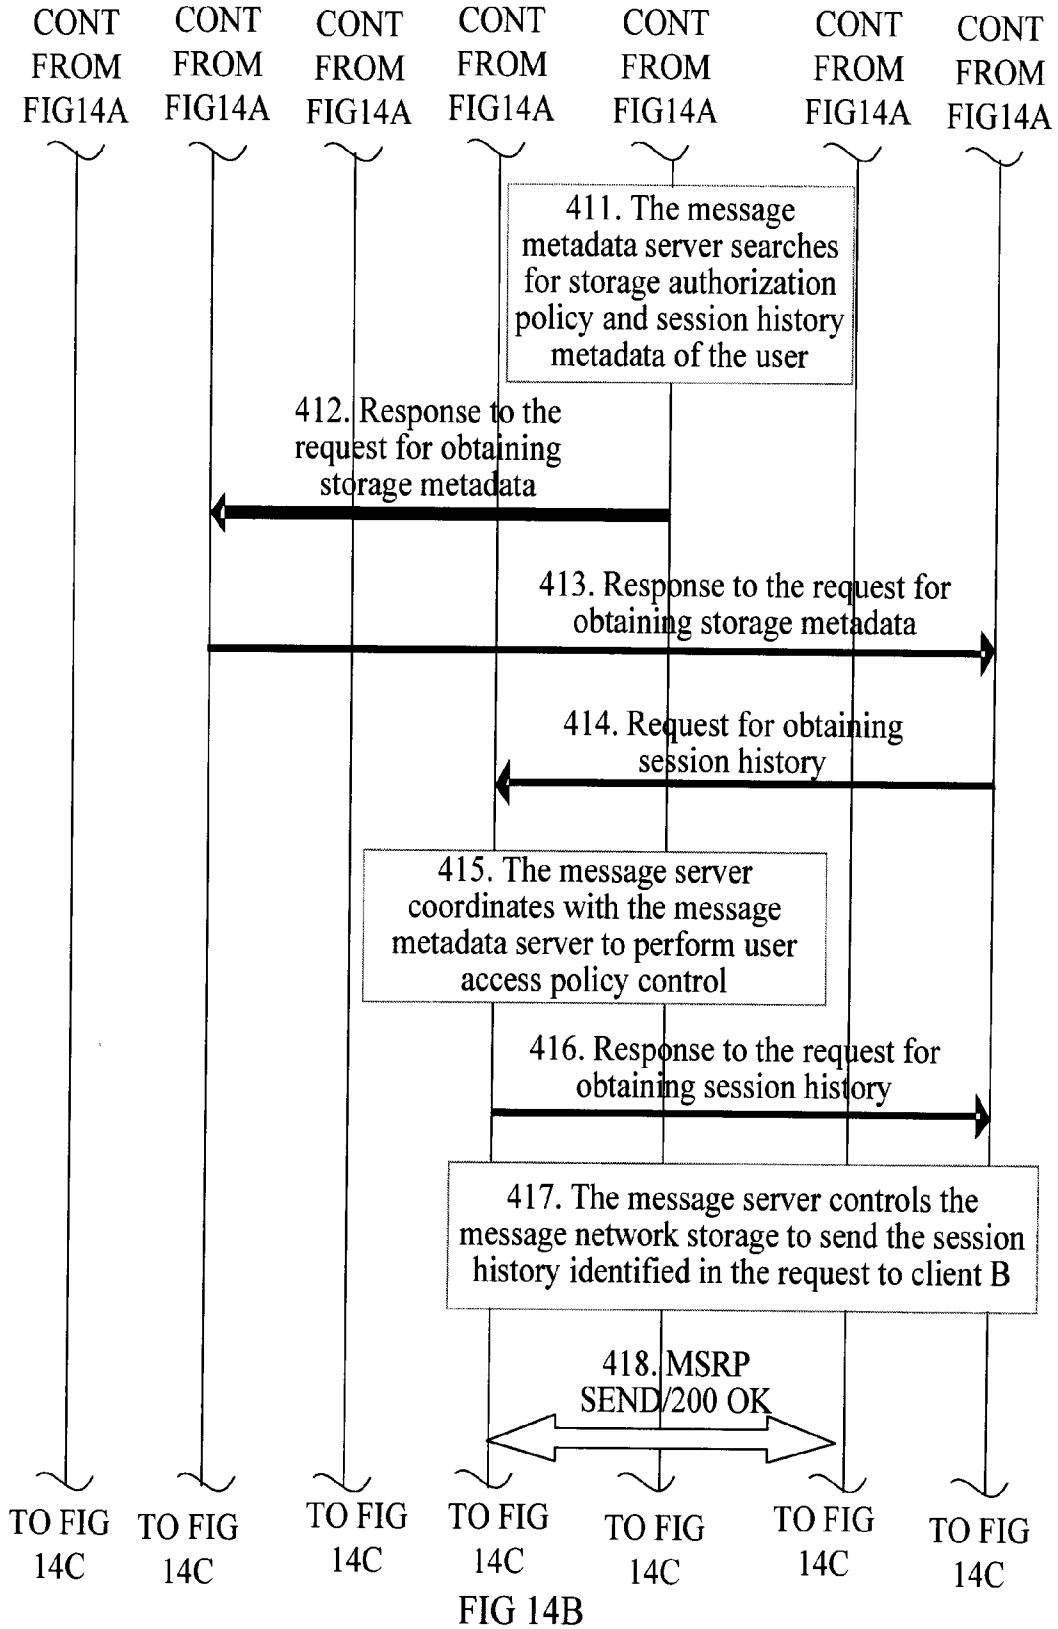 CONT
FROM
FIG14A
CONT
FROM
FIG14A
CONT
FROM
FIG14A
CONT
FROM
FIG14A
CONT
FROM
FIG14A
CONT
FROM
FIG14A
CONT
FROM
FIG14A
411. The message
metadata server searches
for storage authorization
policy and session history
metadata of the user
412. Response to the
request for obtaining
storage metadata
413. Response to the request for
obtaining storage metadata
414. Request for obtaining
session history
415. The message server
coordinates with the message
metadata server to perform user
access policy control
416. Response to the request for
obtaining session history
417. The message server controls the
message network storage to send the session
history identified in the request to client B
418. MSRP
SEND/200 OK
TO FIG
14C
TO FIG
14C
TO FIG
14C
TO FIG
14C
TO FIG
14C
TO FIG
14C
TO FIG
14C
FIG 14B